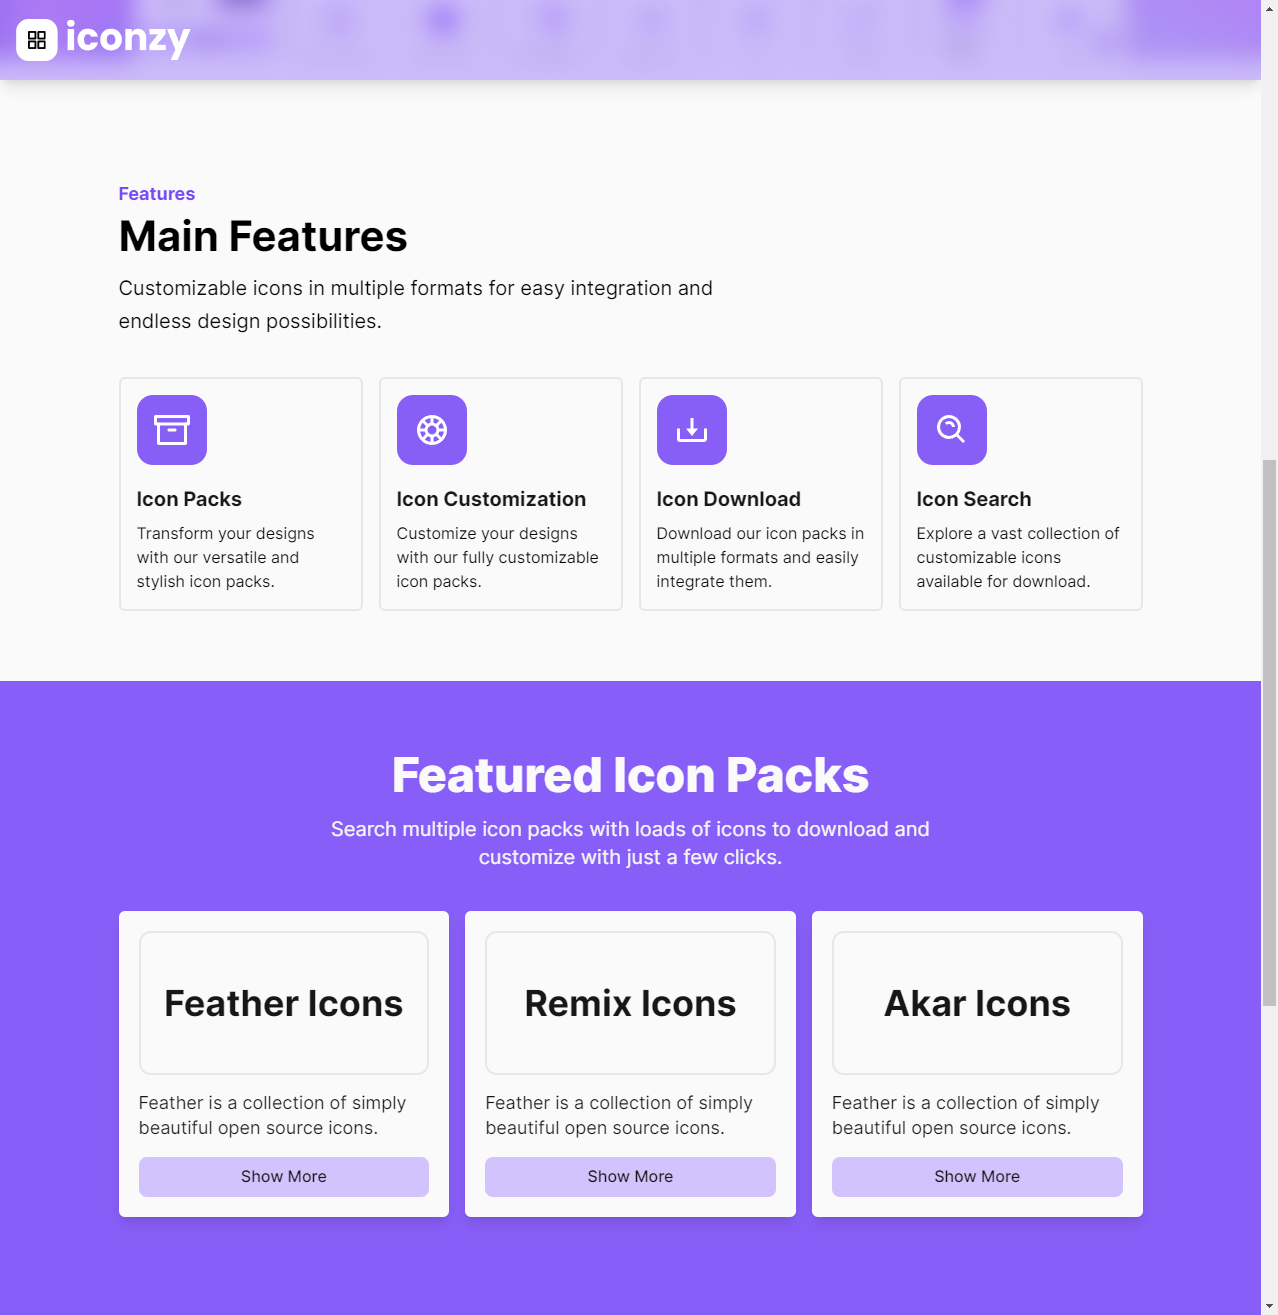 iconzy
Features
Main Features
Customizable icons in multiple formats for easy integration and
endless design possibilities.
Icon Packs
Transform your designs
with our versatile and
stylish icon packs.
Icon Customization
Customize your designs
with our fully customizable
icon packs.
Icon Download
Download our icon packs in
multiple formats and easily
integrate them.
Icon Search
Explore a vast collection of
customizable icons
available for download.
Featured Icon Packs
Search multiple icon packs with loads of icons to download and
customize with just a few clicks.
Feather Icons
Feather is a collection of simply
beautiful open source icons.
Show More
Remix Icons
Feather is a collection of simply
beautiful open source icons.
Show More
Akar Icons
Feather is a collection of simply
beautiful open source icons.
Show More